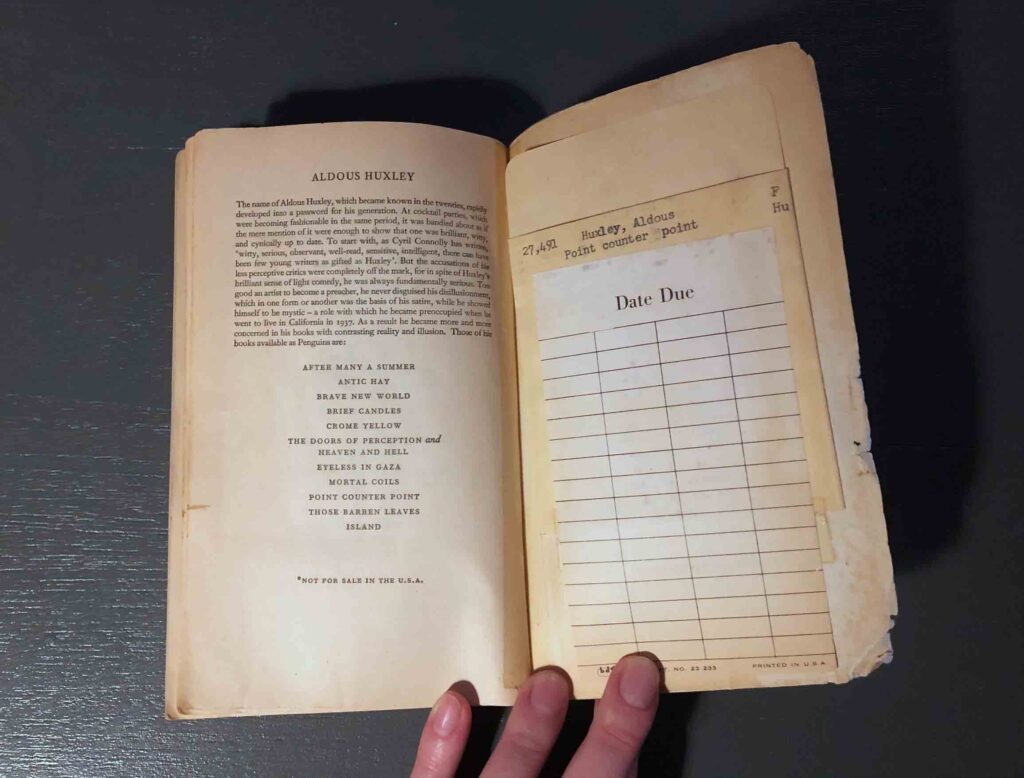 ALDOUS HUXLEY
The name of Aldous Huxley, which became known in the twenties, rapidly
developed into a password for his generation. At cocktail parties, which
were becoming fashionable in the same period, it was bandied about as if
the mere mention of it were enough to show that one was brilliant, witty,
and cynically up to date. To start with, as Cyril Connolly has written,
'witty, serious, observant, well-read, sensitive, intelligent, there can have
been few young writers as gifted as Huxley'. But the accusations of his
less perceptive critics were completely off the mark, for in spite of Huxley's
brilliant sense of light comedy, he was always fundamentally serious. Too
good an artist to become a preacher, he never disguised his disillusionment,
which in one form or another was the basis of his satire, while he showed
himself to be mystic – a role with which he became preoccupied when he
went to live in California in 1937. As a result he became more and more
concerned in his books with contrasting reality and illusion. Those of his
books available as Penguins are:
AFTER MANY A SUMMER
ANTIC HAY
BRAVE NEW WORLD
BRIEF CANDLES
CROME YELLOW
THE DOORS OF PERCEPTION and
HEAVEN AND HELL
EYELESS IN GAZA
MORTAL COILS
POINT COUNTER POINT
THOSE BARREN LEAVES
ISLAND
*NOT FOR SALE IN THE U.S.A.
F
27,491 Huxley, Aldous Hu
Point counter point
Date Due
NO. 23 233 PRINTED IN U.S.A.